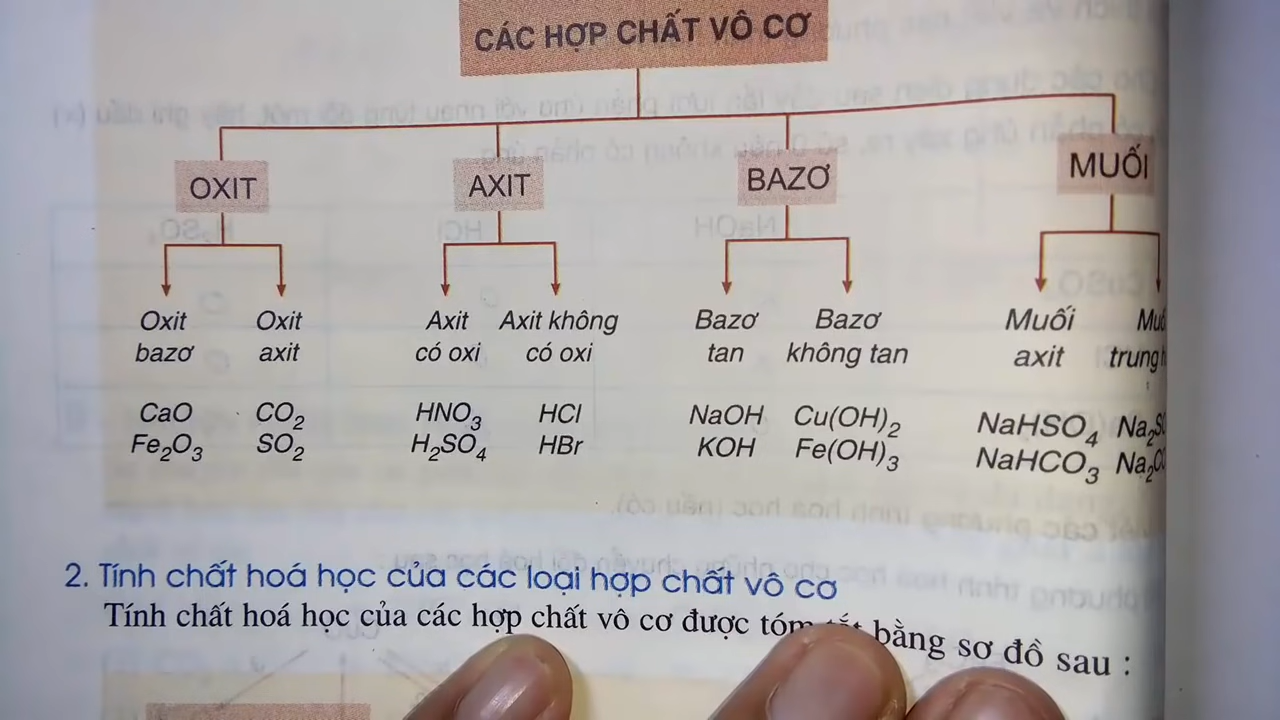 CÁC HỢP CHẤT VÔ CƠ
OXIT AXIT BAZƠ MUỐI
Oxit Oxit Axit Axit không Bazơ Bazơ Muối
bazơ axit có oxi có oxi tan không tan axit trung
CaO CO₂ HNO₃ HCl NaOH Cu(OH)₂ NaHSO₄
Fe₂O₃ SO₂ H₂SO₄ HBr KOH Fe(OH)₃ NaHCO₃
2. Tính chất hoá học của các loại hợp chất vô cơ
Tính chất hoá học của các hợp chất vô cơ được tóm tắt bằng sơ đồ sau :